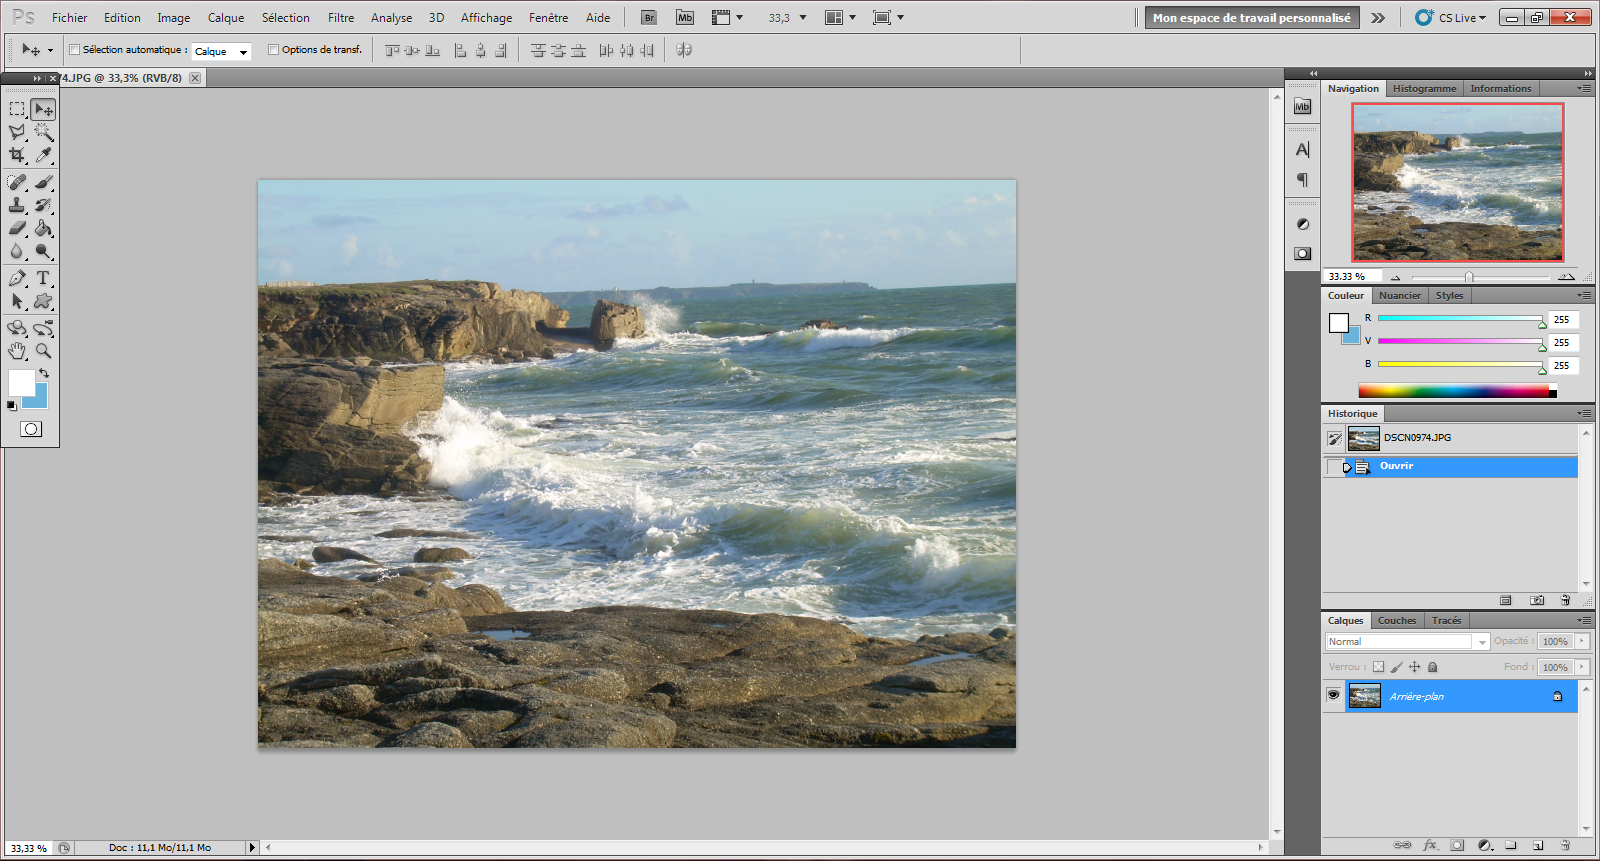 Ps Fichier Edition Image Calque Sélection Filtre Analyse 3D Affichage Fenêtre Aide Br Mb 33,3 Mon espace de travail personnalisé CS Live
Sélection automatique : Calque Options de transf.
74.JPG @ 33,3% (RVB/8)
Navigation Histogramme Informations
Mb
33.33 %
Couleur Nuancier Styles
R 255
V 255
B 255
Historique
DSCN0974.JPG
Ouvrir
Calques Couches Tracés
Normal Opacité : 100%
Verrou : Fond : 100%
Arrière-plan
33,33 % Doc : 11,1 Mo/11,1 Mo